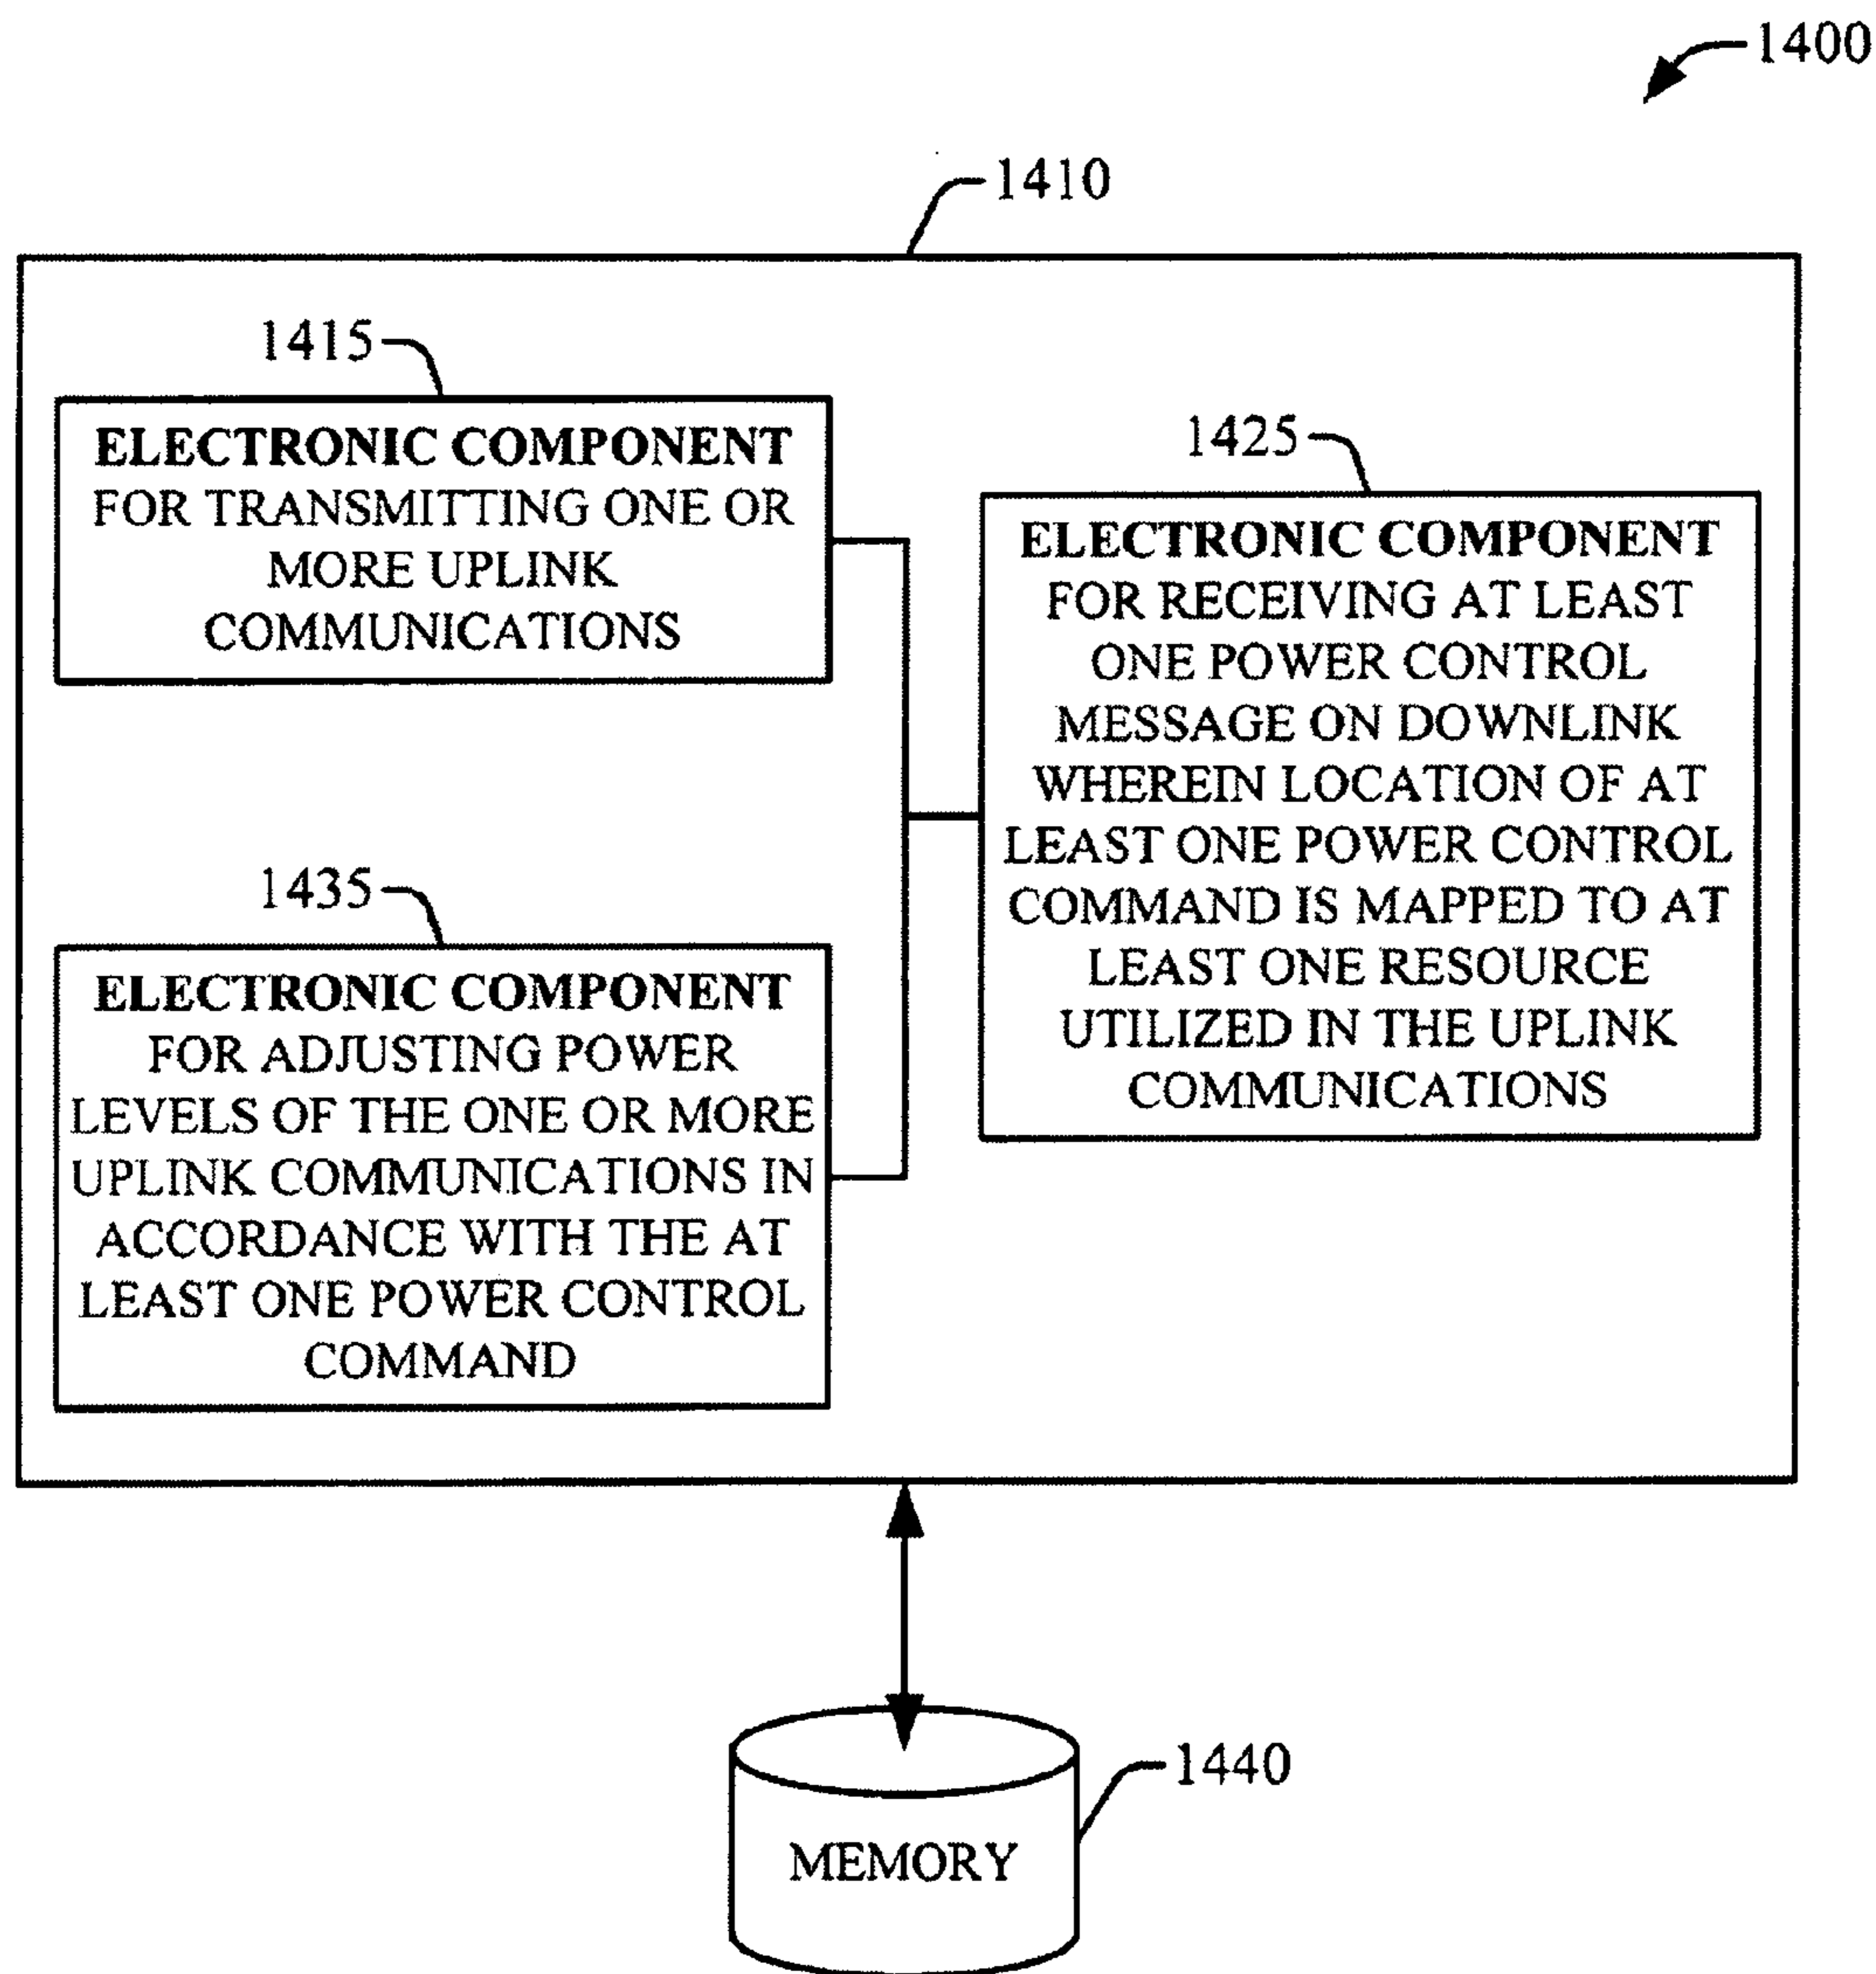 1400
1410
1415
ELECTRONIC COMPONENT
FOR TRANSMITTING ONE OR
MORE UPLINK
COMMUNICATIONS
1425
ELECTRONIC COMPONENT
FOR RECEIVING AT LEAST
ONE POWER CONTROL
MESSAGE ON DOWNLINK
WHEREIN LOCATION OF AT
LEAST ONE POWER CONTROL
COMMAND IS MAPPED TO AT
LEAST ONE RESOURCE
UTILIZED IN THE UPLINK
COMMUNICATIONS
1435
ELECTRONIC COMPONENT
FOR ADJUSTING POWER
LEVELS OF THE ONE OR MORE
UPLINK COMMUNICATIONS IN
ACCORDANCE WITH THE AT
LEAST ONE POWER CONTROL
COMMAND
1440
MEMORY